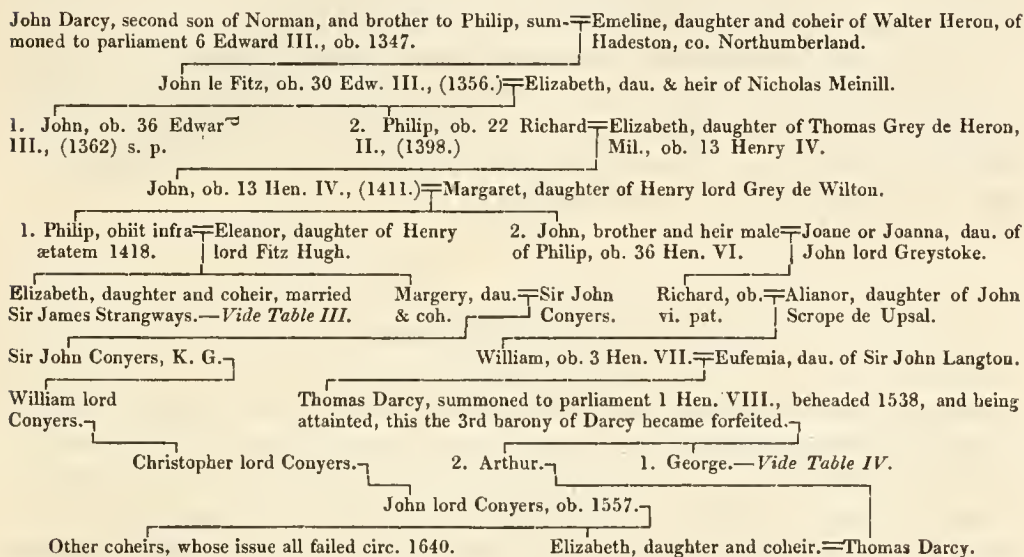 John Darcy, second son of Norman, and brother to Philip, sum-=Emeline, daughter and coheir of Walter Heron, of
moned to parliament 6 Edward III., ob. 1347. Hadeston, co. Northumberland.
John le Fitz, ob. 30 Edw. III., (1356.)=Elizabeth, dau. & heir of Nicholas Meinill.
1. John, ob. 36 Edwar 2. Philip, ob. 22 Richard=Elizabeth, daughter of Thomas Grey de Heron,
III., (1362) s. p. II., (1398.) Mil., ob. 13 Henry IV.
John, ob. 13 Hen. IV., (1411.)=Margaret, daughter of Henry lord Grey de Wilton.
1. Philip, obiit infra=Eleanor, daughter of Henry 2. John, brother and heir male=Joane or Joanna, dau. of
ætatem 1418. lord Fitz Hugh. of Philip, ob. 36 Hen. VI. John lord Greystoke.
Elizabeth, daughter and coheir, married Margery, dau.=Sir John Richard, ob.=Alianor, daughter of John
Sir James Strangways.—Vide Table III. & coh. Conyers. vi. pat. Scrope de Upsal.
Sir John Conyers, K. G. William, ob. 3 Hen. VII.=Eufemia, dau. of Sir John Langton.
William lord Thomas Darcy, summoned to parliament 1 Hen. VIII., beheaded 1538, and being
Conyers. attainted, this the 3rd barony of Darcy became forfeited.
Christopher lord Conyers. 2. Arthur. 1. George.—Vide Table IV.
John lord Conyers, ob. 1557.
Other coheirs, whose issue all failed circ. 1640. Elizabeth, daughter and coheir.=Thomas Darcy.